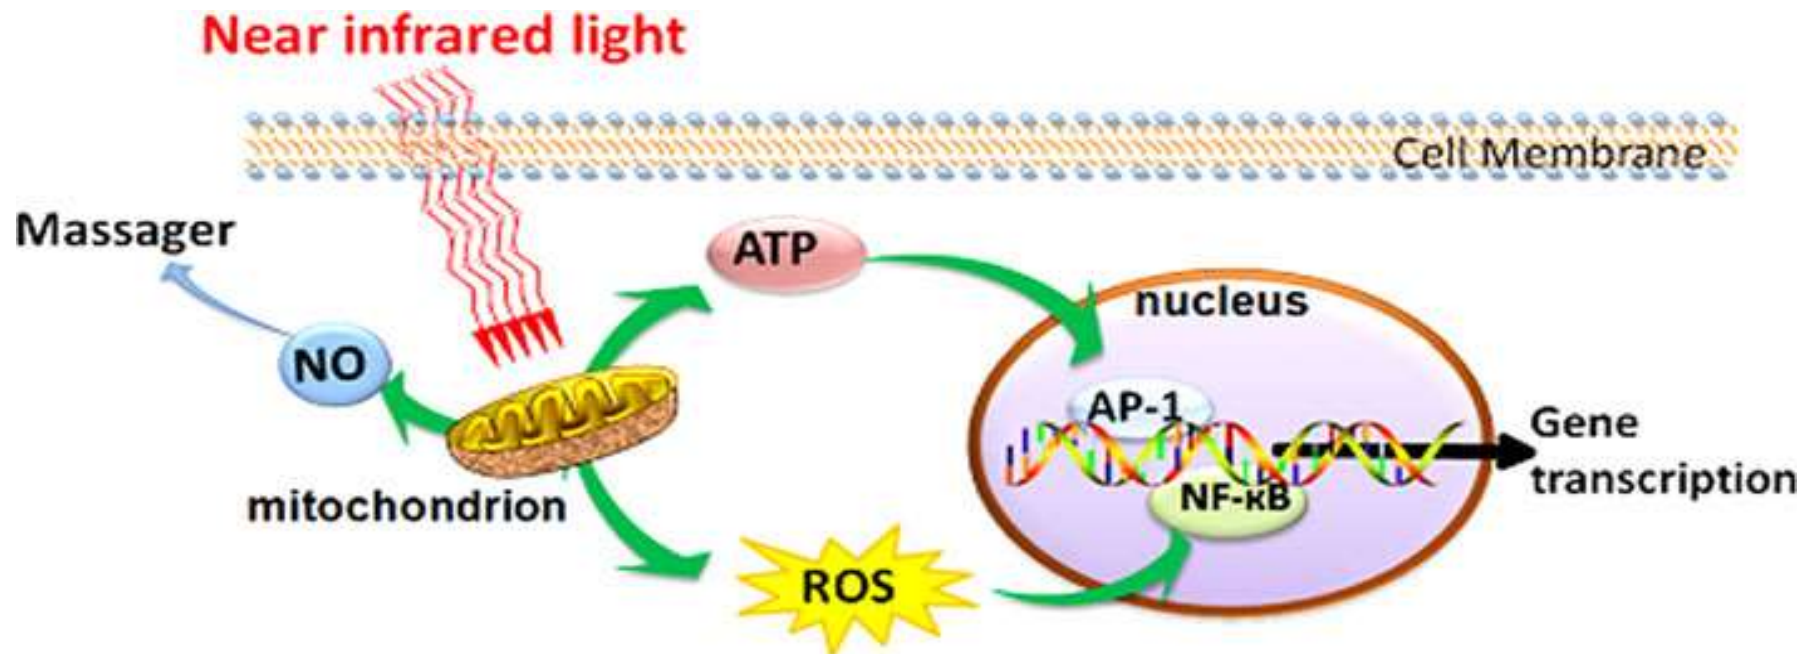 Near infrared light
Cell Membrane
Massager
ATP
nucleus
NO
AP-1
Gene
transcription
NF-κB
mitochondrion
ROS